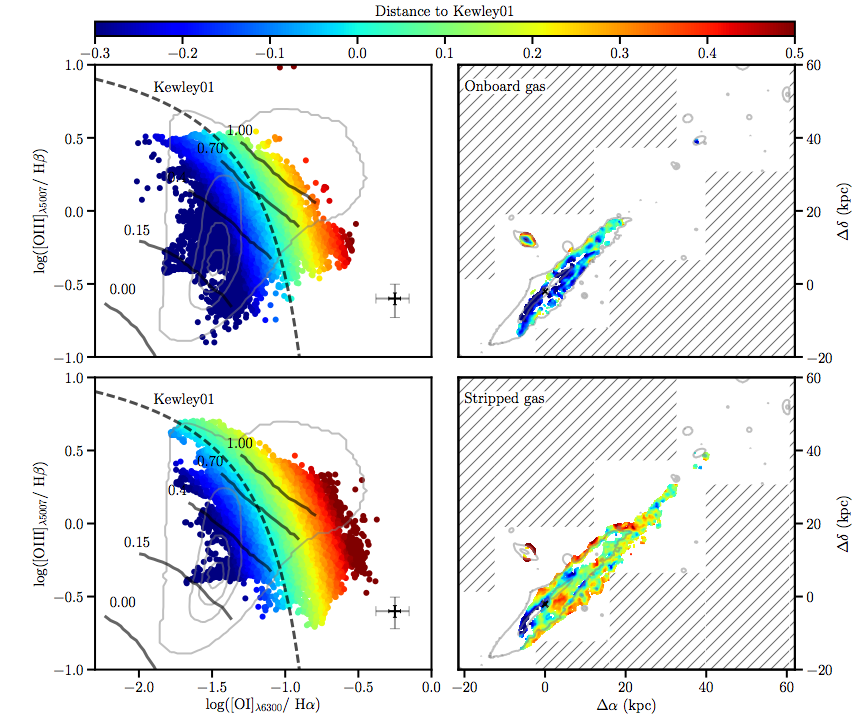 Distance to Kewley01
−0.3 −0.2 −0.1 0.0 0.1 0.2 0.3 0.4 0.5
1.0 0.5 0.0 −0.5 −1.0
log([OIII]λ5007/ Hβ)
Kewley01
1.00
0.70
0.15
0.00
Onboard gas
60 40 20 0 −20
Δδ (kpc)
1.0 0.5 0.0 −0.5 −1.0
log([OIII]λ5007/ Hβ)
Kewley01
1.00
0.70
0.4
0.15
0.00
−2.0 −1.5 −1.0 −0.5 0.0
log([OI]λ6300/ Hα)
Stripped gas
60 40 20 0 −20
Δδ (kpc)
−20 0 20 40 60
Δα (kpc)